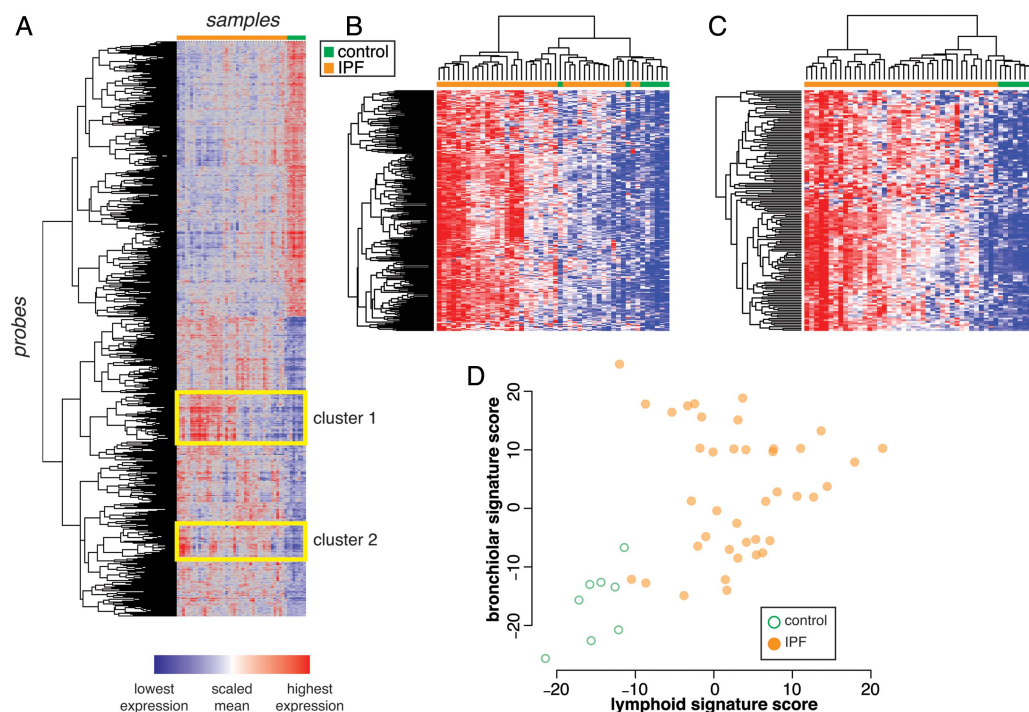 A
samples
probes
cluster 1
cluster 2
lowest
expression
scaled
mean
highest
expression
control
IPF
B
C
D
bronchiolar signature score
20
10
0
−10
−20
−20
−10
0
10
20
lymphoid signature score
control
IPF